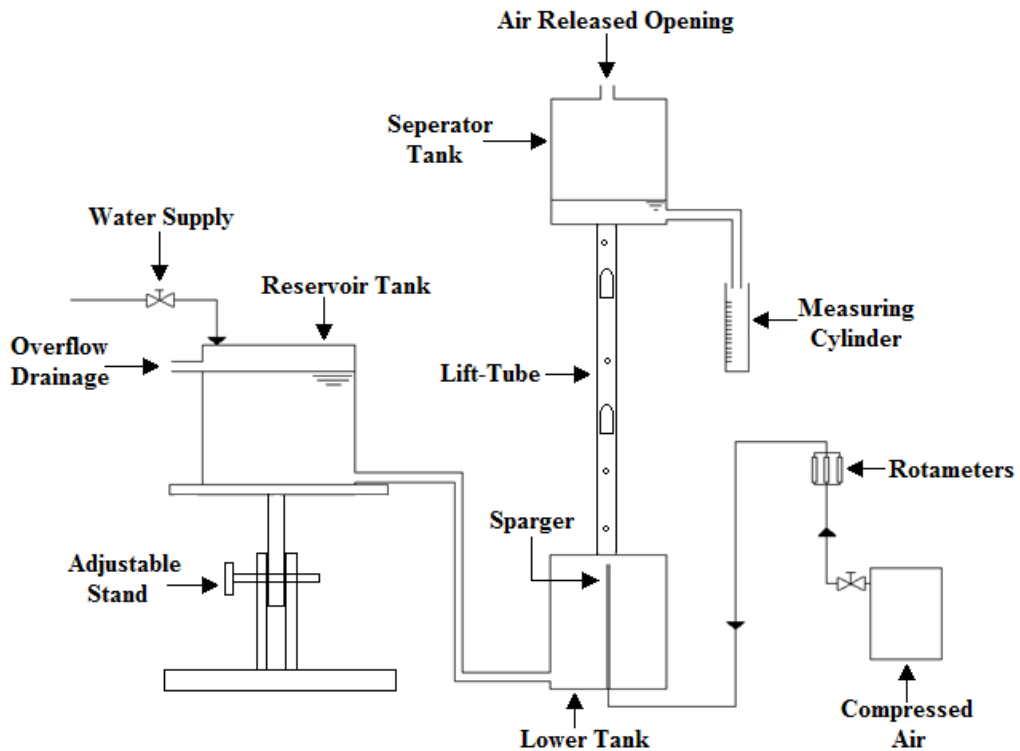 Air Released Opening
Seperator
Tank
Water Supply
Reservoir Tank
Measuring
Cylinder
Overflow
Drainage
Lift-Tube
Rotameters
Sparger
Adjustable
Stand
Compressed
Air
Lower Tank